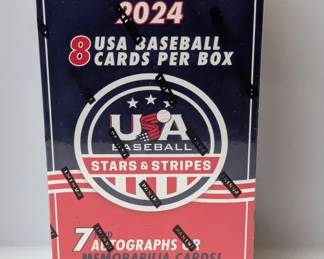 2024
8 USA BASEBALL
CARDS PER BOX
USA
BASEBALL
STARS & STRIPES
7
AUTOGRAPHS OR
MEMORABILIA CARDS!